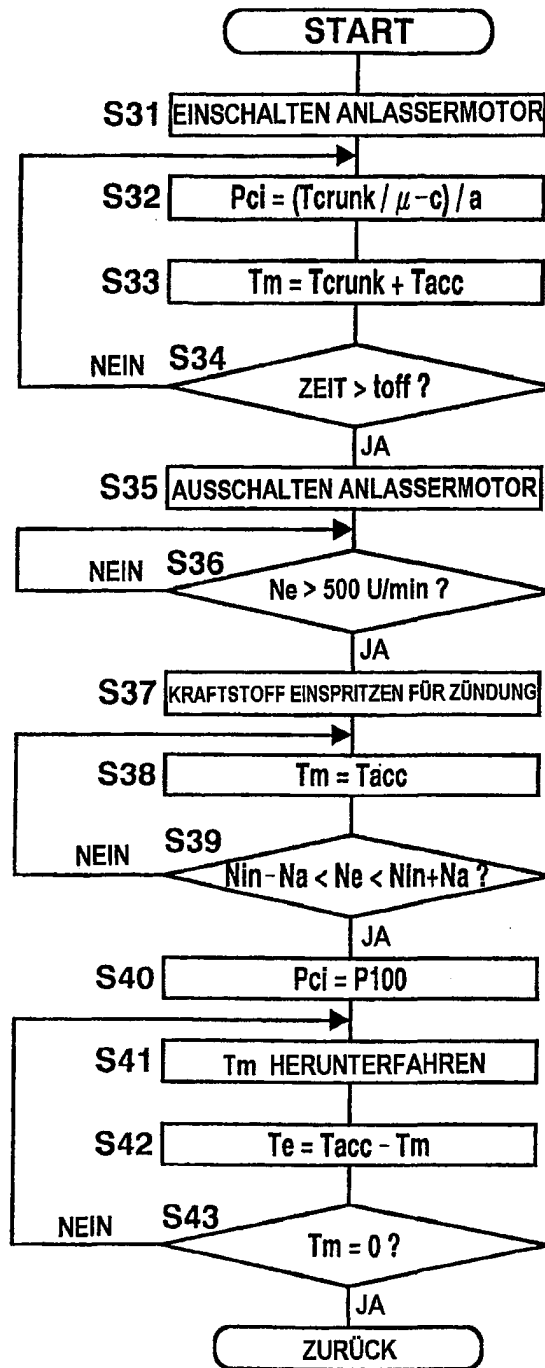 START
S31 EINSCHALTEN ANLASSERMOTOR
S32 Pci = (Tcrunk / μ-c) / a
S33 Tm = Tcrunk + Tacc
NEIN S34
ZEIT > toff ?
JA
S35 AUSSCHALTEN ANLASSERMOTOR
NEIN S36
Ne > 500 U/min ?
JA
S37 KRAFTSTOFF EINSPRITZEN FÜR ZÜNDUNG
S38 Tm = Tacc
NEIN S39
Nin-Na < Ne < Nin+Na ?
JA
S40 Pci = P100
S41 Tm HERUNTERFAHREN
S42 Te = Tacc - Tm
NEIN S43
Tm = 0 ?
JA
ZURÜCK